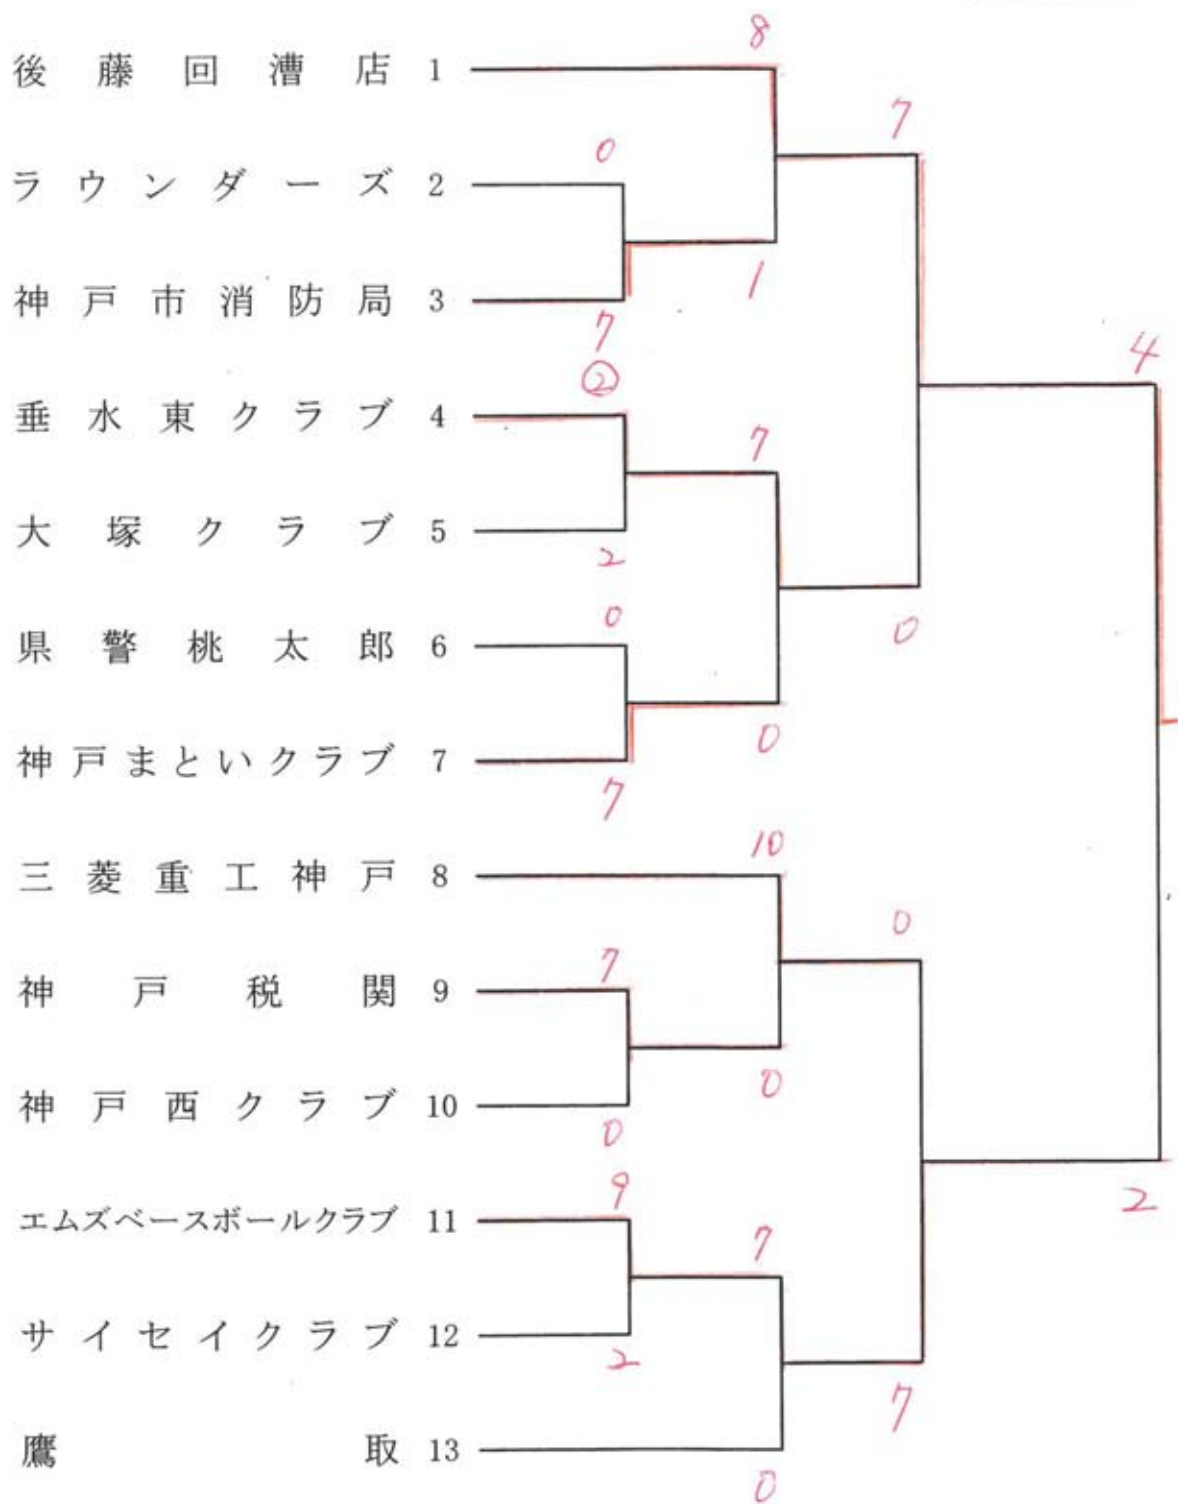 8
後藤回漕店 1
7
0
ラウンダーズ 2
1
神戸市消防局 3
7
4
②
垂水東クラブ 4
7
大塚クラブ 5
2
0
0
県警桃太郎 6
0
神戸まといクラブ 7
7
10
三菱重工神戸 8
0
7
神戸税関 9
0
神戸西クラブ 10
0
9
2
エムズベースボールクラブ 11
7
サイセイクラブ 12
2
7
鷹取 13
0